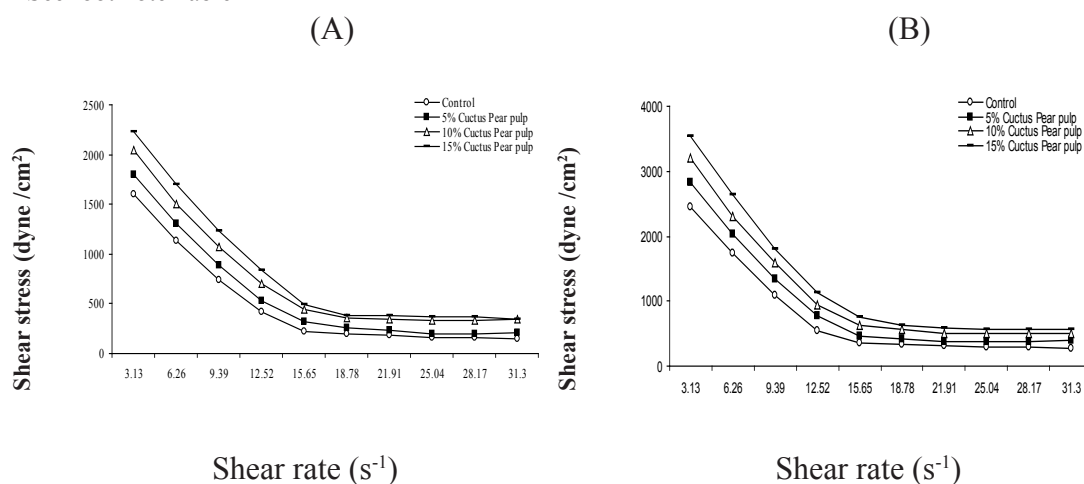 (A)
2500
2000
1500
1000
500
0
3.13 6.26 9.39 12.52 15.65 18.78 21.91 25.04 28.17 31.3
Control
5% Cuctus Pear pulp
10% Cuctus Pear pulp
15% Cuctus Pear pulp
Shear stress (dyne /cm²)
Shear rate (s⁻¹)
(B)
4000
3000
2000
1000
0
3.13 6.26 9.39 12.52 15.65 18.78 21.91 25.04 28.17 31.3
Control
5% Cuctus Pear pulp
10% Cuctus Pear pulp
15% Cuctus Pear pulp
Shear stress (dyne /cm²)
Shear rate (s⁻¹)